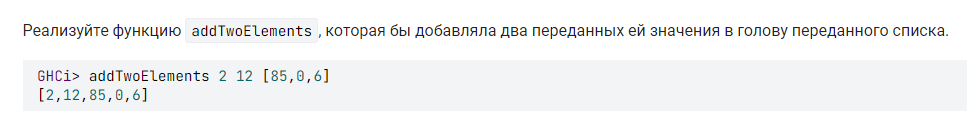 Реализуйте функцию addTwoElements, которая бы добавляла два переданных ей значения в голову переданного списка.
GHCi> addTwoElements 2 12 [85,0,6]
[2,12,85,0,6]